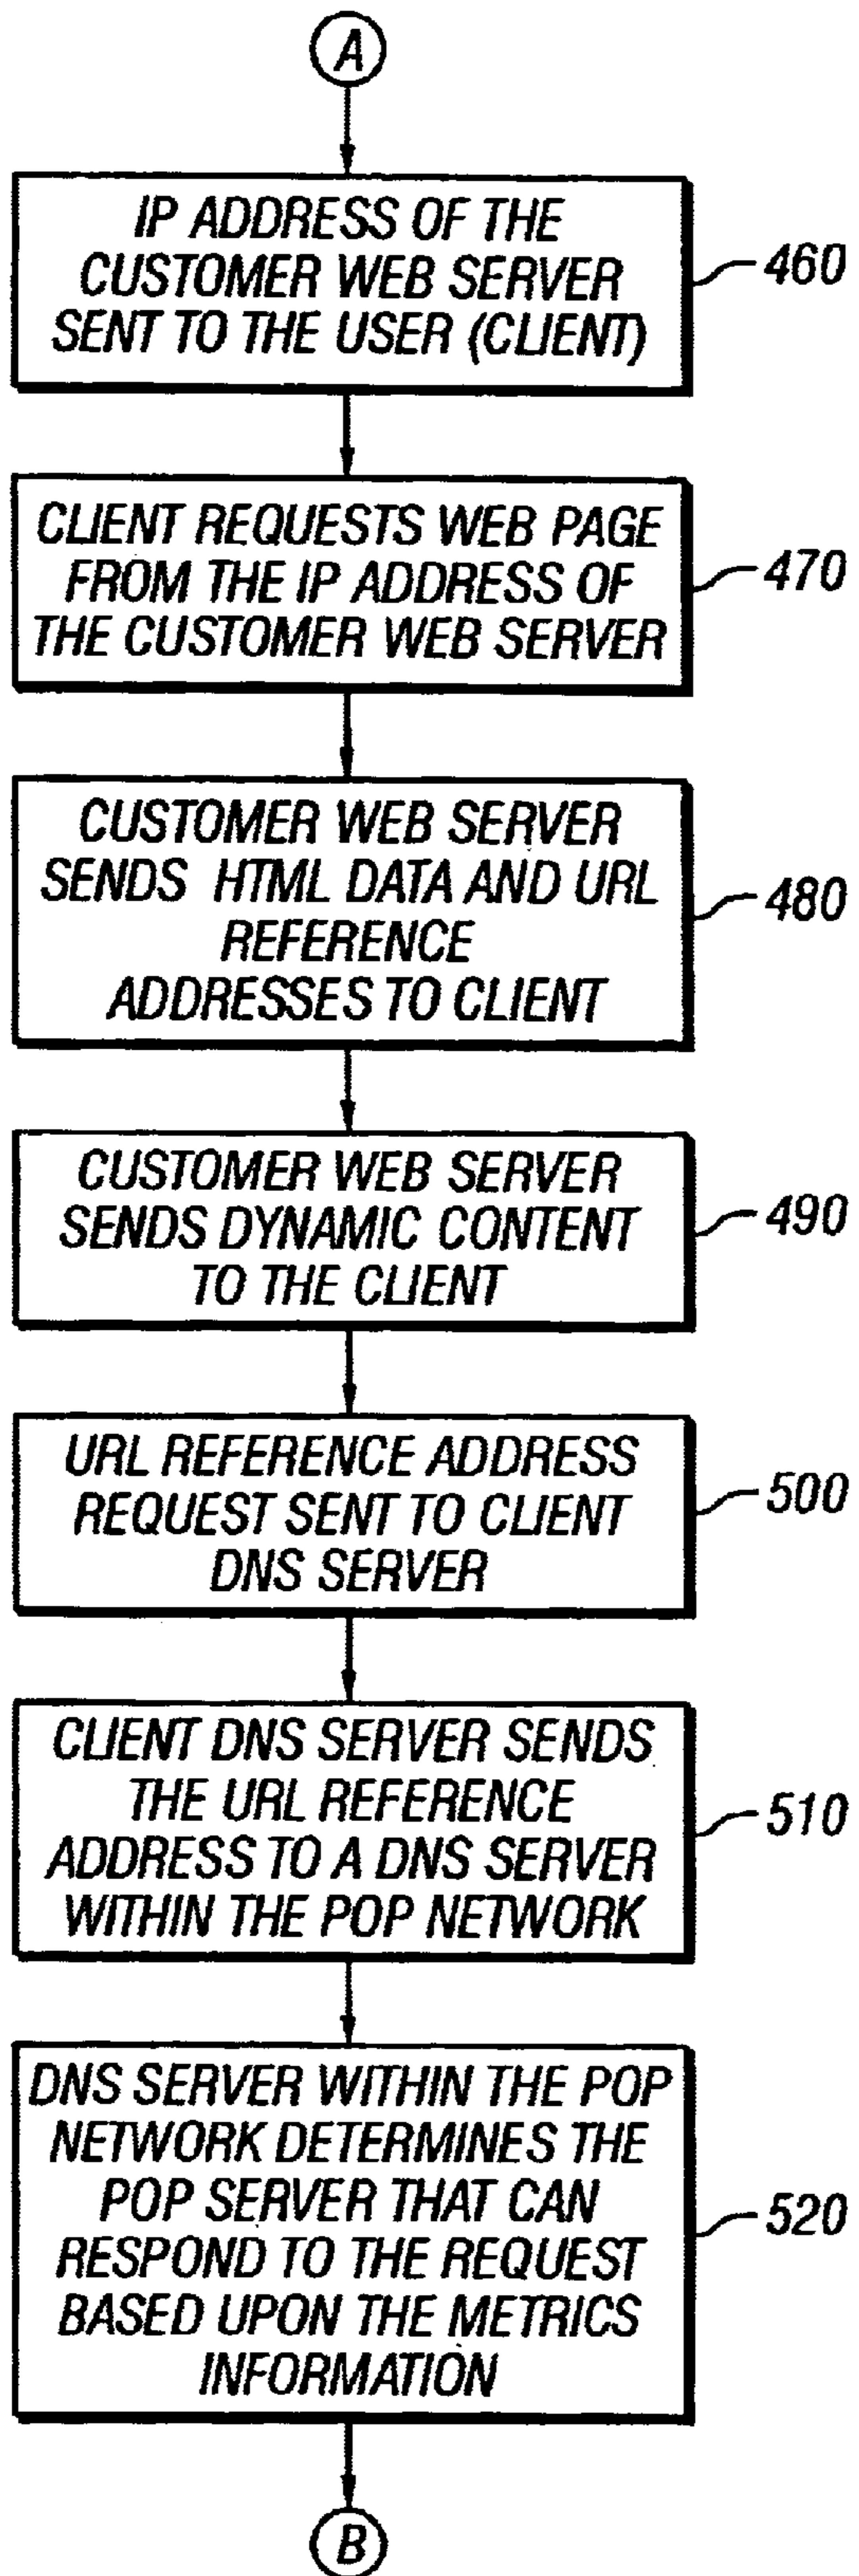 A
IP ADDRESS OF THE
CUSTOMER WEB SERVER
SENT TO THE USER (CLIENT)
460
CLIENT REQUESTS WEB PAGE
FROM THE IP ADDRESS OF
THE CUSTOMER WEB SERVER
470
CUSTOMER WEB SERVER
SENDS HTML DATA AND URL
REFERENCE
ADDRESSES TO CLIENT
480
CUSTOMER WEB SERVER
SENDS DYNAMIC CONTENT
TO THE CLIENT
490
URL REFERENCE ADDRESS
REQUEST SENT TO CLIENT
DNS SERVER
500
CLIENT DNS SERVER SENDS
THE URL REFERENCE
ADDRESS TO A DNS SERVER
WITHIN THE POP NETWORK
510
DNS SERVER WITHIN THE POP
NETWORK DETERMINES THE
POP SERVER THAT CAN
RESPOND TO THE REQUEST
BASED UPON THE METRICS
INFORMATION
520
B